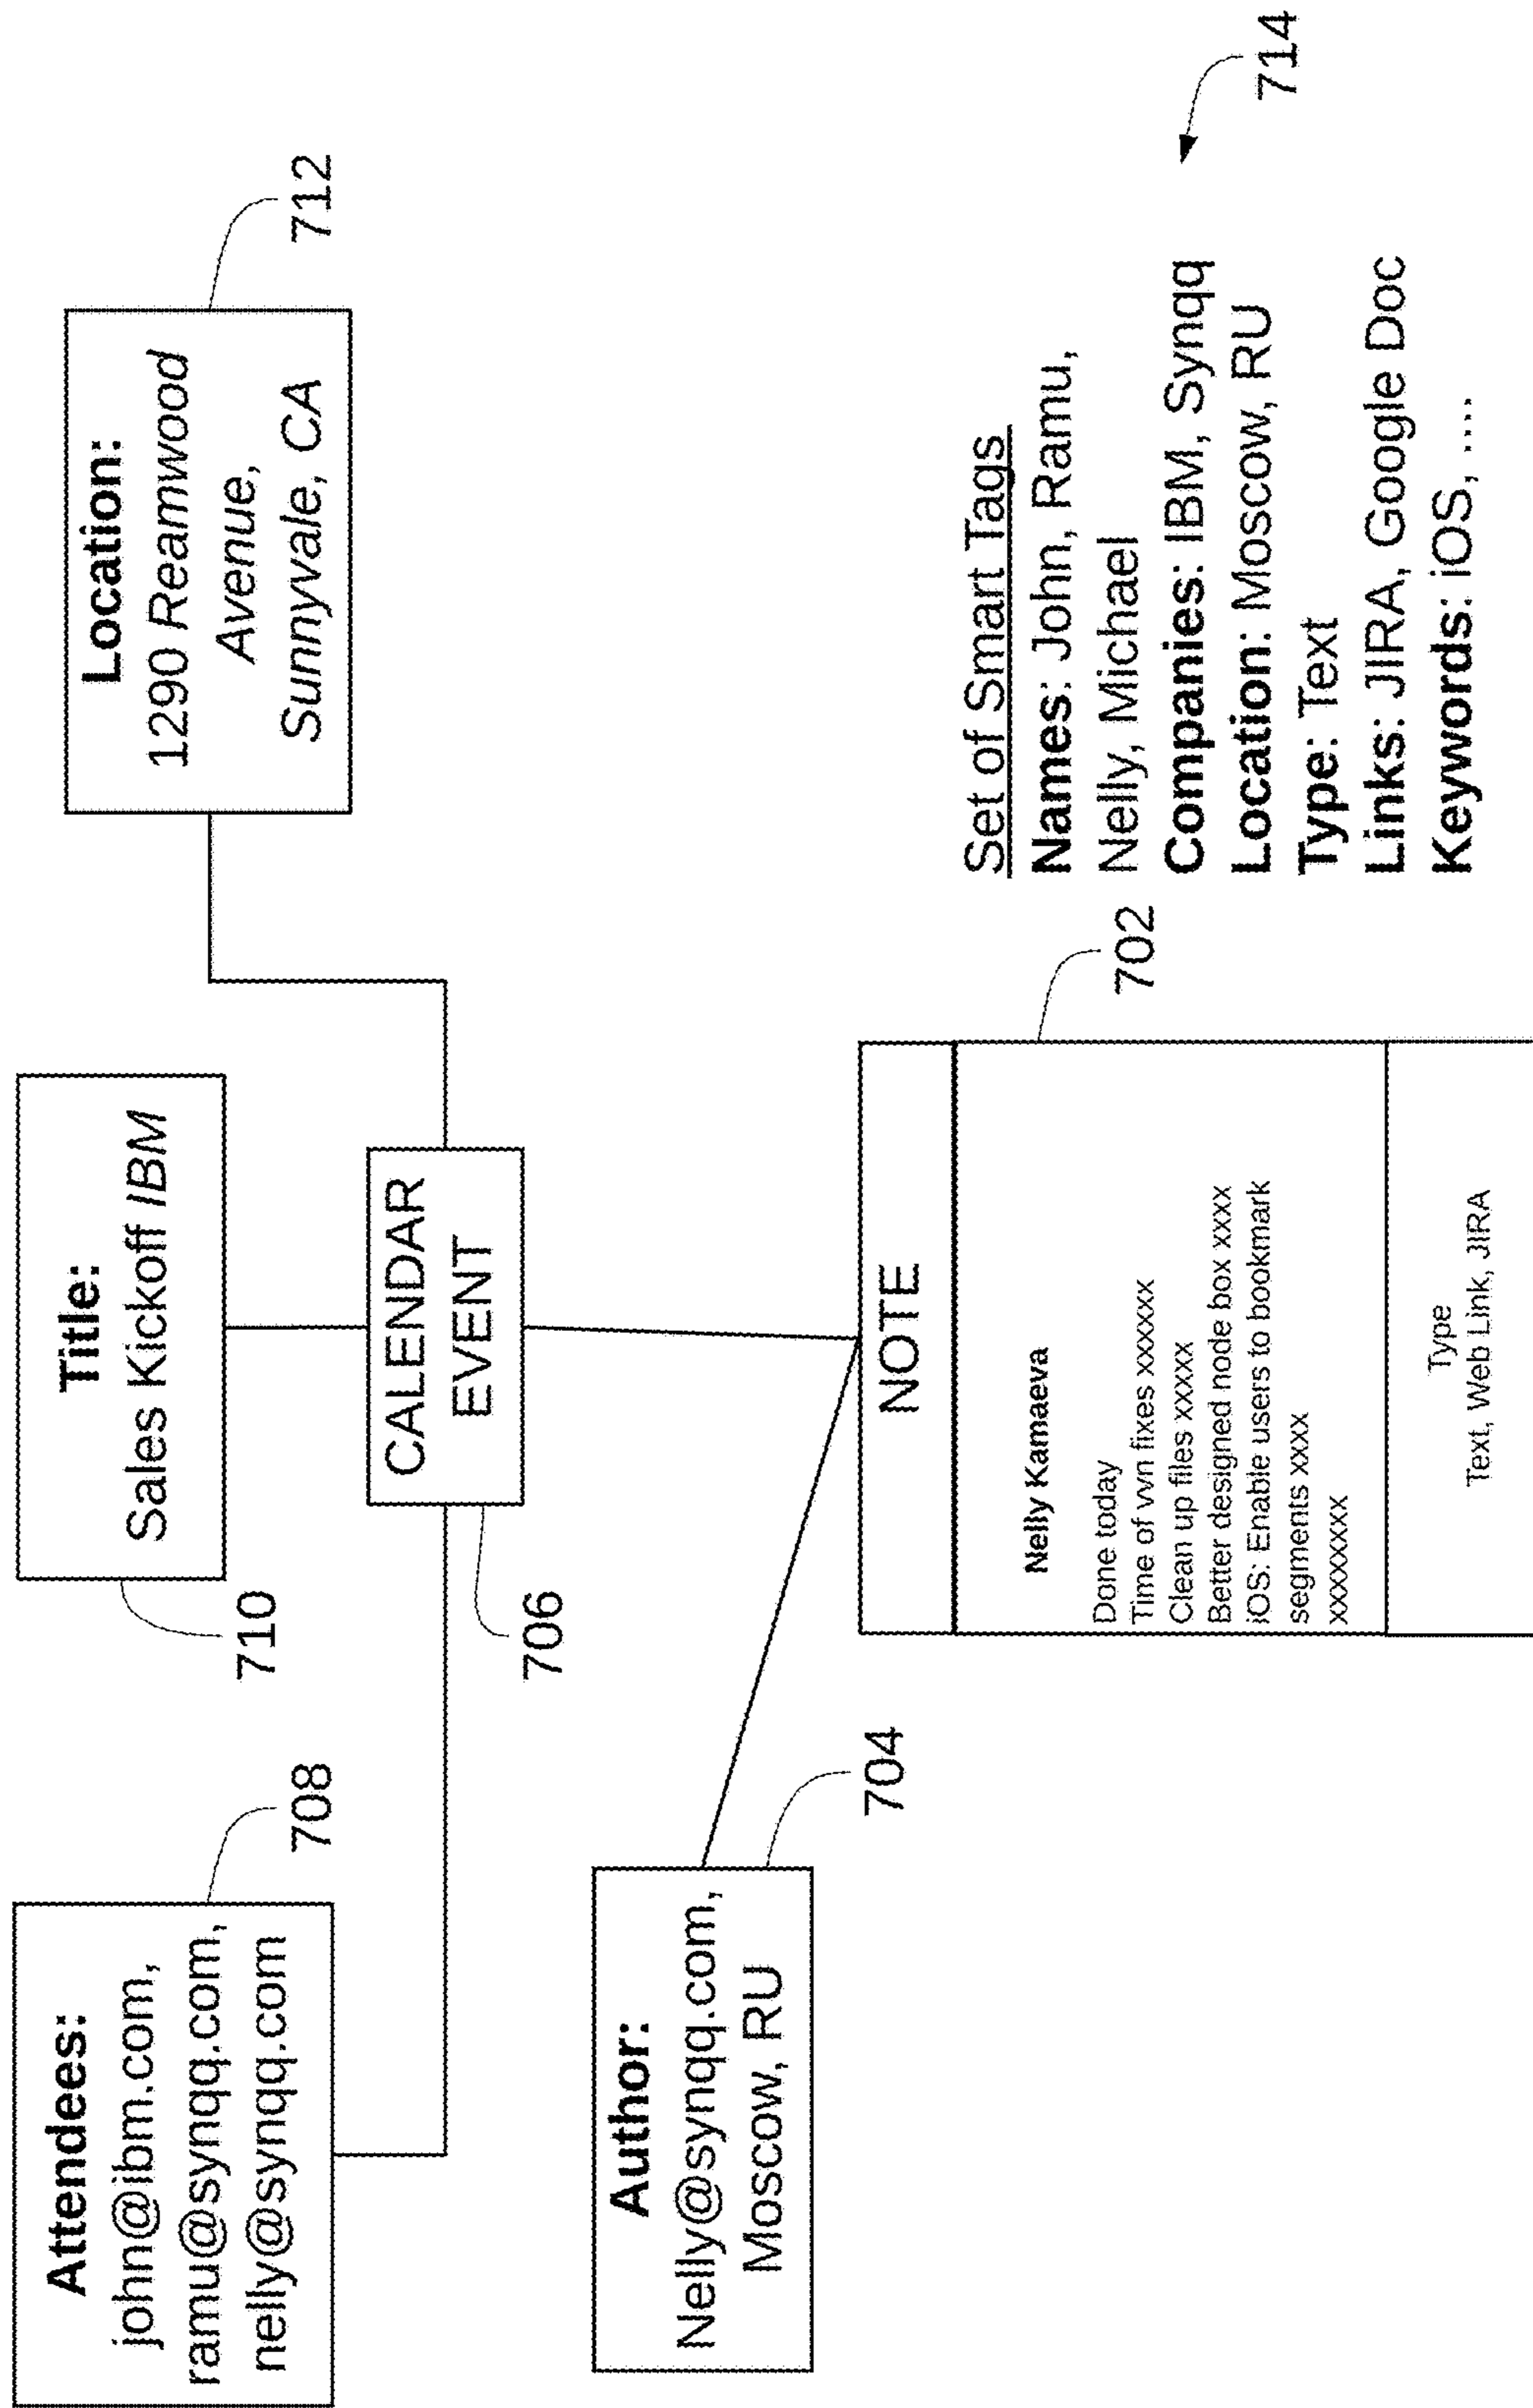 Attendees:
john@ibm.com,
ramu@synqq.com,
nelly@synqq.com
708
Title:
Sales Kickoff IBM
710
Location:
1290 Reamwood
Avenue,
Sunnyvale, CA
712
CALENDAR
EVENT
706
Author:
Nelly@synqq.com,
Moscow, RU
704
NOTE
Nelly Kamaeva
Done today
Time of vvn fixes xxxxxx
Clean up files xxxxx
Better designed node box xxxx
iOS: Enable users to bookmark
segments xxxx
xxxxxxxx
Type
Text, Web Link, JIRA
702
Set of Smart Tags
Names: John, Ramu,
Nelly, Michael
Companies: IBM, Synqq
Location: Moscow, RU
Type: Text
Links: JIRA, Google Doc
Keywords: iOS, ....
714